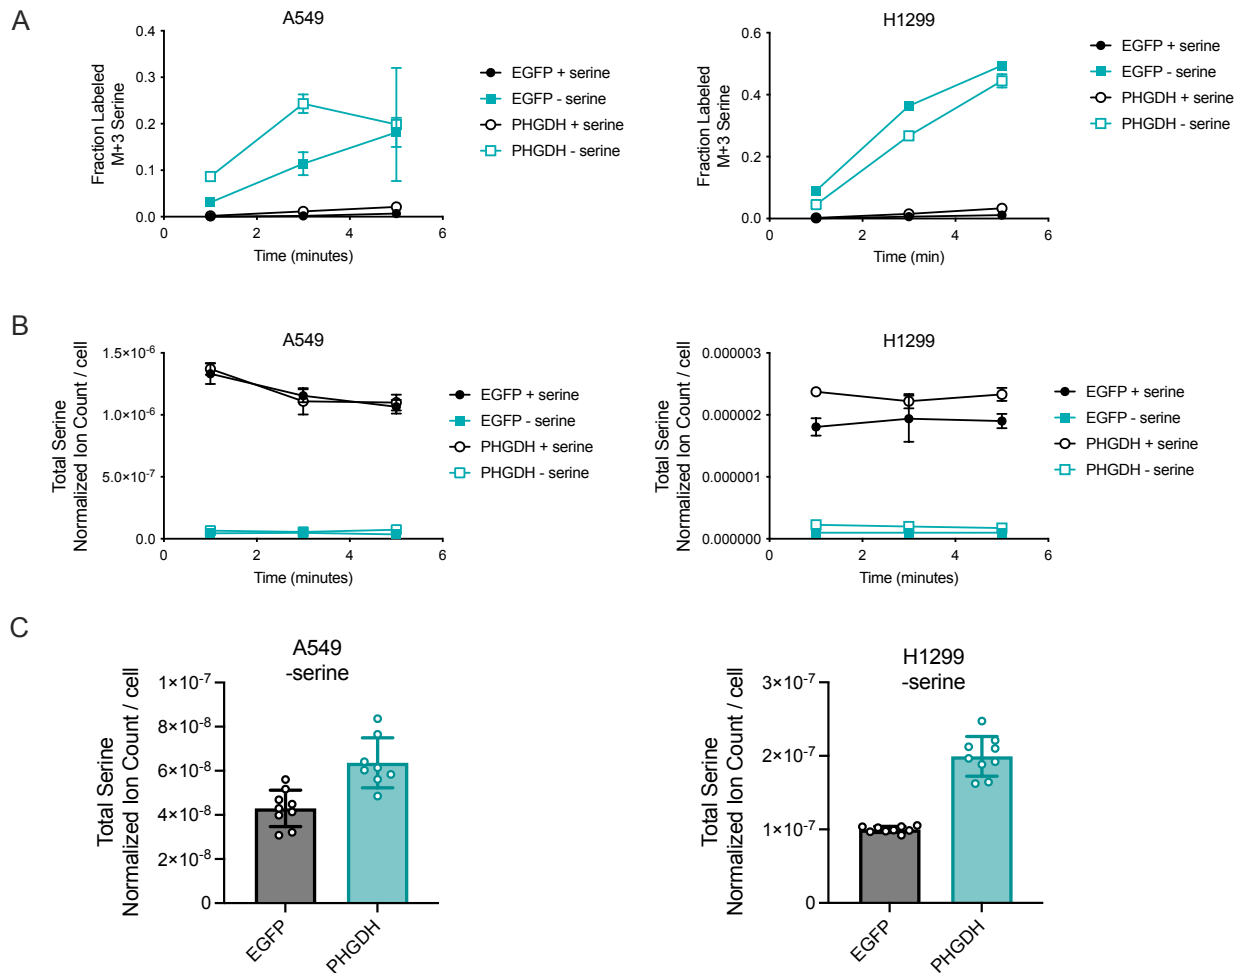 A
A549
Fraction Labeled
M+3 Serine
0.4
0.3
0.2
0.1
0.0
0 2 4 6
Time (minutes)
EGFP + serine
EGFP - serine
PHGDH + serine
PHGDH - serine
H1299
Fraction Labeled
M+3 Serine
0.6
0.4
0.2
0.0
0 2 4 6
Time (min)
EGFP + serine
EGFP - serine
PHGDH + serine
PHGDH - serine
B
A549
Total Serine
Normalized Ion Count / cell
1.5×10⁻⁶
1.0×10⁻⁶
5.0×10⁻⁷
0.0
0 2 4 6
Time (minutes)
EGFP + serine
EGFP - serine
PHGDH + serine
PHGDH - serine
H1299
Total Serine
Normalized Ion Count / cell
0.000003
0.000002
0.000001
0.000000
0 2 4 6
Time (minutes)
EGFP + serine
EGFP - serine
PHGDH + serine
PHGDH - serine
C
A549
-serine
Total Serine
Normalized Ion Count / cell
1×10⁻⁷
8×10⁻⁸
6×10⁻⁸
4×10⁻⁸
2×10⁻⁸
0
EGFP
PHGDH
H1299
-serine
Total Serine
Normalized Ion Count / cell
3×10⁻⁷
2×10⁻⁷
1×10⁻⁷
0
EGFP
PHGDH